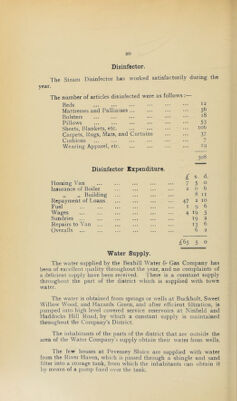 20
Disinfector.
The Steam Disinfector has worked satisfactorily during the
year.
The number of articles disinfected were as follows :—
Beds ... 12
Mattresses and Palliasses ... 36
Bolsters ... 18
Pillows ... 53
Sheets, Blankets, etc. ... 106
Carpets, Rugs, Mats, and Curtains ... 37
Cushions ... 7
Wearing Apparel, etc. ...
308
Disinfector Expenditure.
£ s. d.
Housing Van ... 7 5 0
Insurance of Boiler ... 2 6 6
„ „ Building ... 6 11
Repayment of Loans ... 47 2 10
Fuel ...
Wages ... 4 16 3
Sundries ... 19 2
Repairs to Van ... 13 6
Overalls ... 6 2
£65 5 0
Water Supply.
The water supplied by the Bexhill Water & Gas Company has
been of excellent quality throughout the year, and no complaints of
a deficient supply have been received. There is a constant supply
throughout the part of the district which is supplied with town
water.
The water is obtained from springs or wells at Buckholt, Sweet
Willow Wood, and Hazards Green, and after efficient filtration, is
pumped into high level covered service reservoirs at Ninfield and
Haddocks Hill Road, by which a constant supply is maintained
throughout the Company's District.
The inhabitants of the parts of the district that are outside the
area of the Water Company's supply obtain their water from wells.
The few houses at Pevensey Sluice are supplied with water
from the River Haven, which is passed through a shingle and sand
filter into a storage tank, from which the inhabitants can obtain it
by means of a pump fixed over the tank.